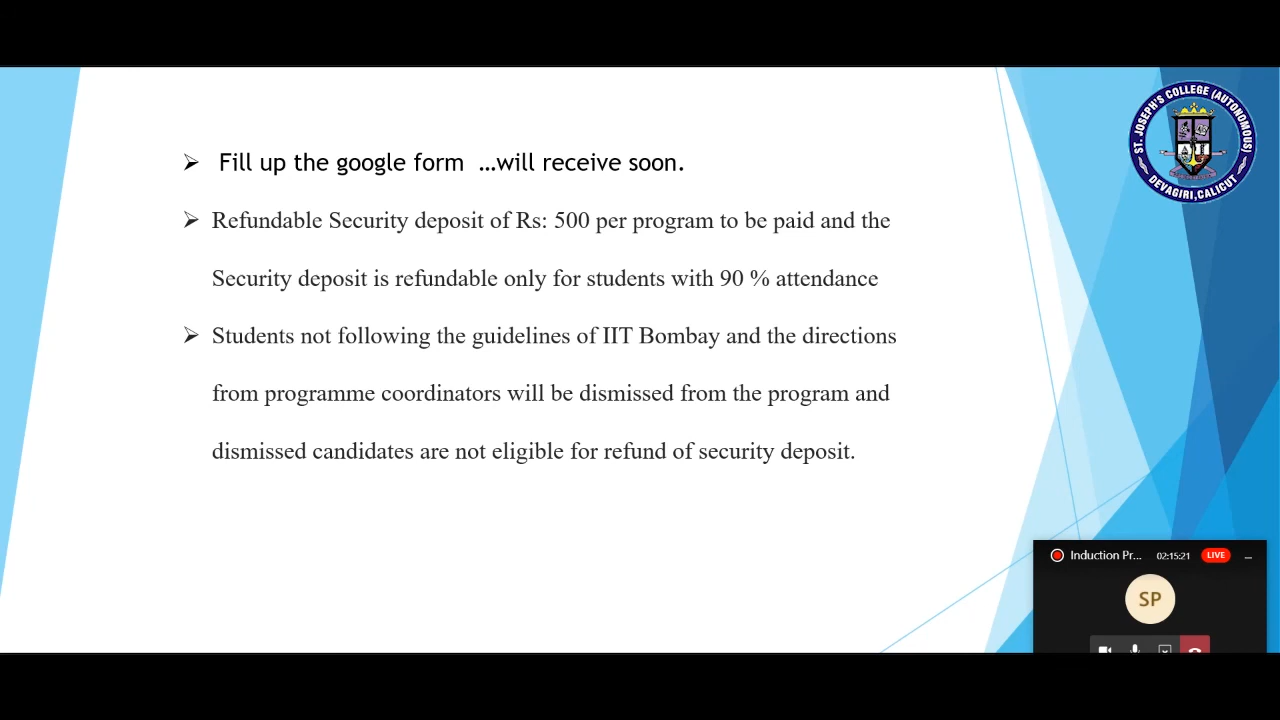 ➢ Fill up the google form ...will receive soon.
➢ Refundable Security deposit of Rs: 500 per program to be paid and the
Security deposit is refundable only for students with 90 % attendance
➢ Students not following the guidelines of IIT Bombay and the directions
from programme coordinators will be dismissed from the program and
dismissed candidates are not eligible for refund of security deposit.
ST. JOSEPH'S COLLEGE (AUTONOMOUS)
DEVAGIRI, CALICUT
Induction Pr... 02:15:21 LIVE
SP